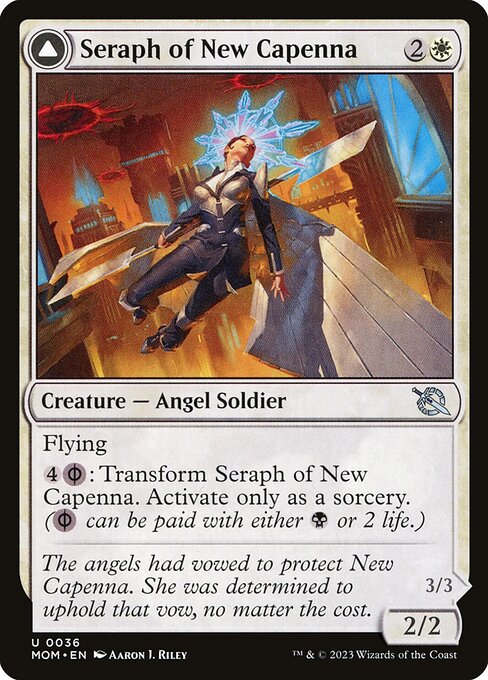 Seraph of New Capenna 2
Creature — Angel Soldier
Flying
4: Transform Seraph of New
Capenna. Activate only as a sorcery.
( can be paid with either or 2 life.)
The angels had vowed to protect New
Capenna. She was determined to
uphold that vow, no matter the cost.
3/3
2/2
U 0036
MOM • EN AARON J. RILEY
™ & © 2023 Wizards of the Coast